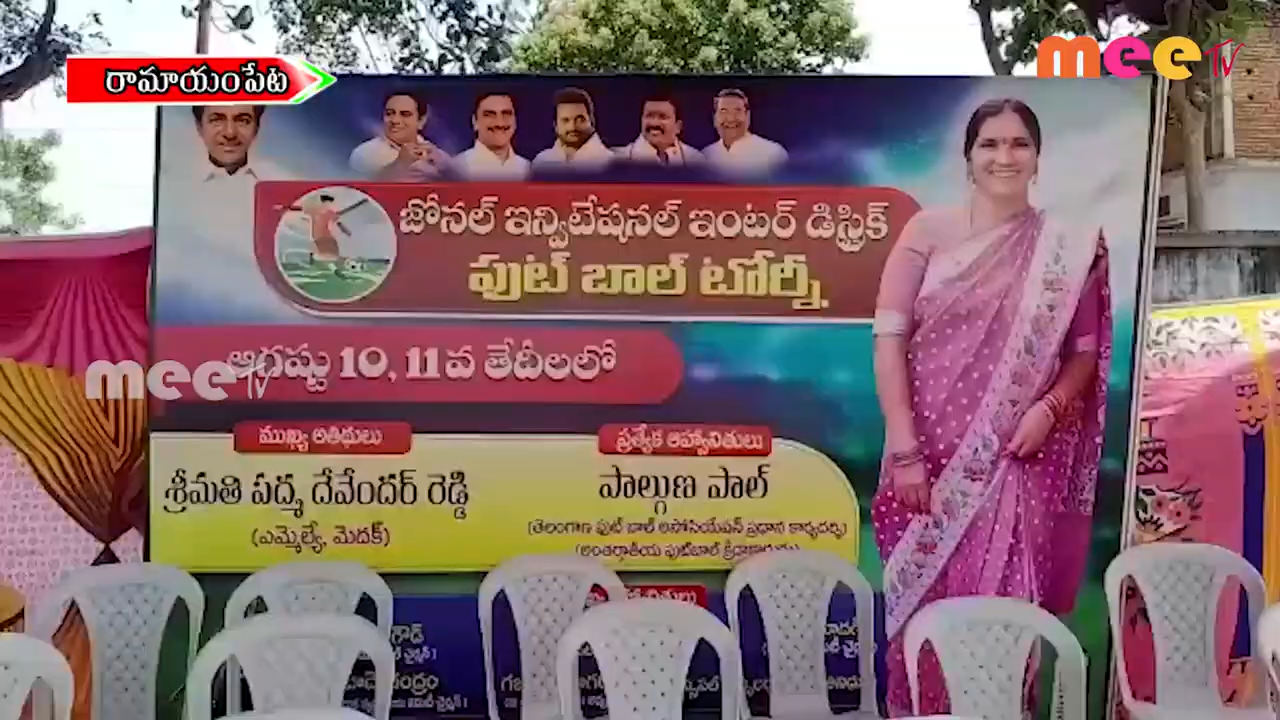 రామాయంపేట
mee TV
జోనల్ ఇన్విటేషనల్ ఇంటర్ డిస్ట్రిక్
ఫుట్ బాల్ టోర్నీ.
ఆగష్టు 10, 11వ తేదీలలో
mee TV
ముఖ్య అతిథులు
శ్రీమతి పద్మ దేవేందర్ రెడ్డి
(ఎమ్మెల్యే, మెదక్)
ప్రత్యేక ఆహ్వానితులు
పాల్గుణ పాల్
(తెలంగాణ ఫుట్ బాల్ అసోసియేషన్ ప్రధాన కార్యదర్శి)
(అంతర్జాతీయ ఫుట్‌బాల్ క్రీడాకారుడు)